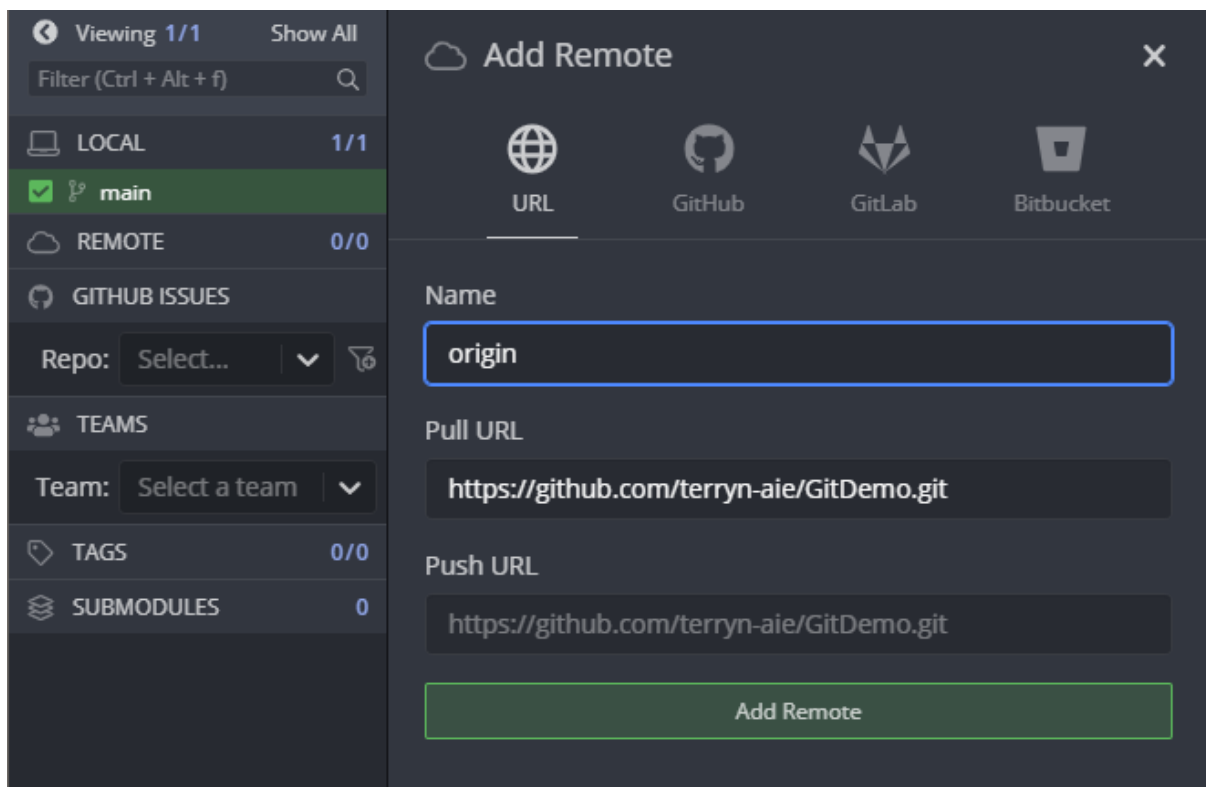 Viewing 1/1 Show All
Filter (Ctrl + Alt + f)
LOCAL 1/1
main
REMOTE 0/0
GITHUB ISSUES
Repo: Select...
TEAMS
Team: Select a team
TAGS 0/0
SUBMODULES 0
Add Remote
URL GitHub GitLab Bitbucket
Name
origin
Pull URL
https://github.com/terryn-aie/GitDemo.git
Push URL
https://github.com/terryn-aie/GitDemo.git
Add Remote